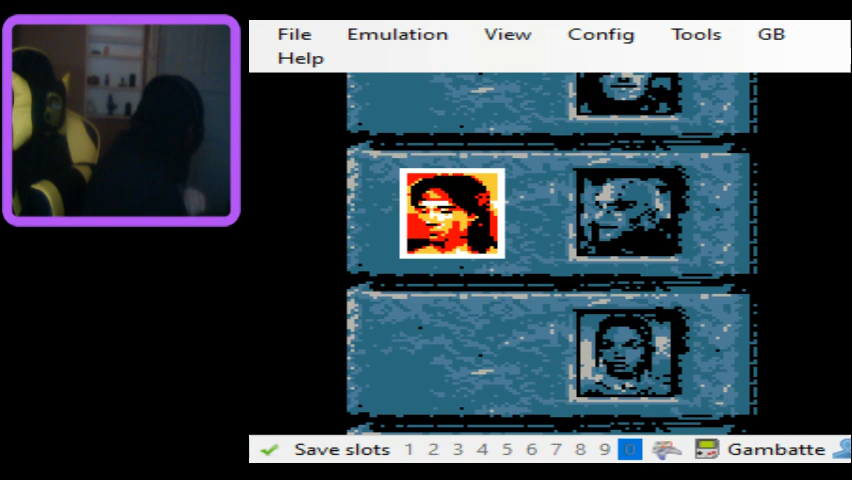 File Emulation View Config Tools GB
Help
Save slots 1 2 3 4 5 6 7 8 9 0 Gambatte